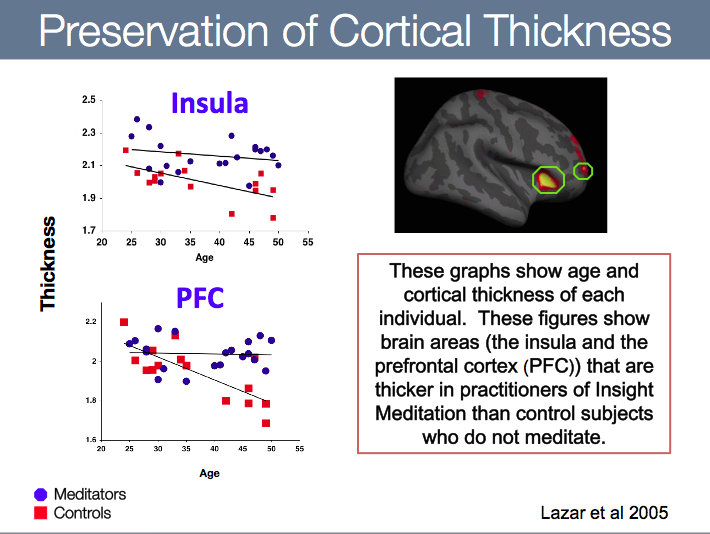 Preservation of Cortical Thickness
Insula
2.5
2.3
2.1
1.9
1.7
20 25 30 35 40 45 50 55
Age
Thickness
PFC
2.2
2
1.8
1.6
20 25 30 35 40 45 50 55
Age
Meditators
Controls
These graphs show age and
cortical thickness of each
individual. These figures show
brain areas (the insula and the
prefrontal cortex (PFC)) that are
thicker in practitioners of Insight
Meditation than control subjects
who do not meditate.
Lazar et al 2005